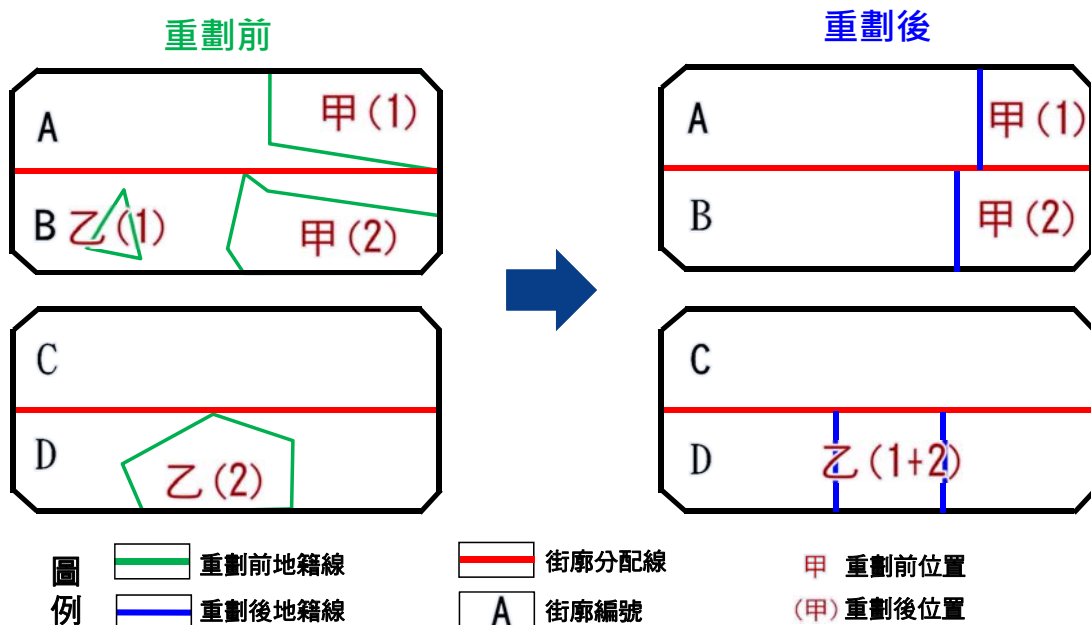 重劃前
重劃後
A
甲(1)
B
乙(1)
甲(2)
C
D
乙(2)
A
甲(1)
B
甲(2)
C
D
乙(1+2)
圖例
重劃前地籍線
街廓分配線
甲 重劃前位置
重劃後地籍線
A 街廓編號
(甲) 重劃後位置